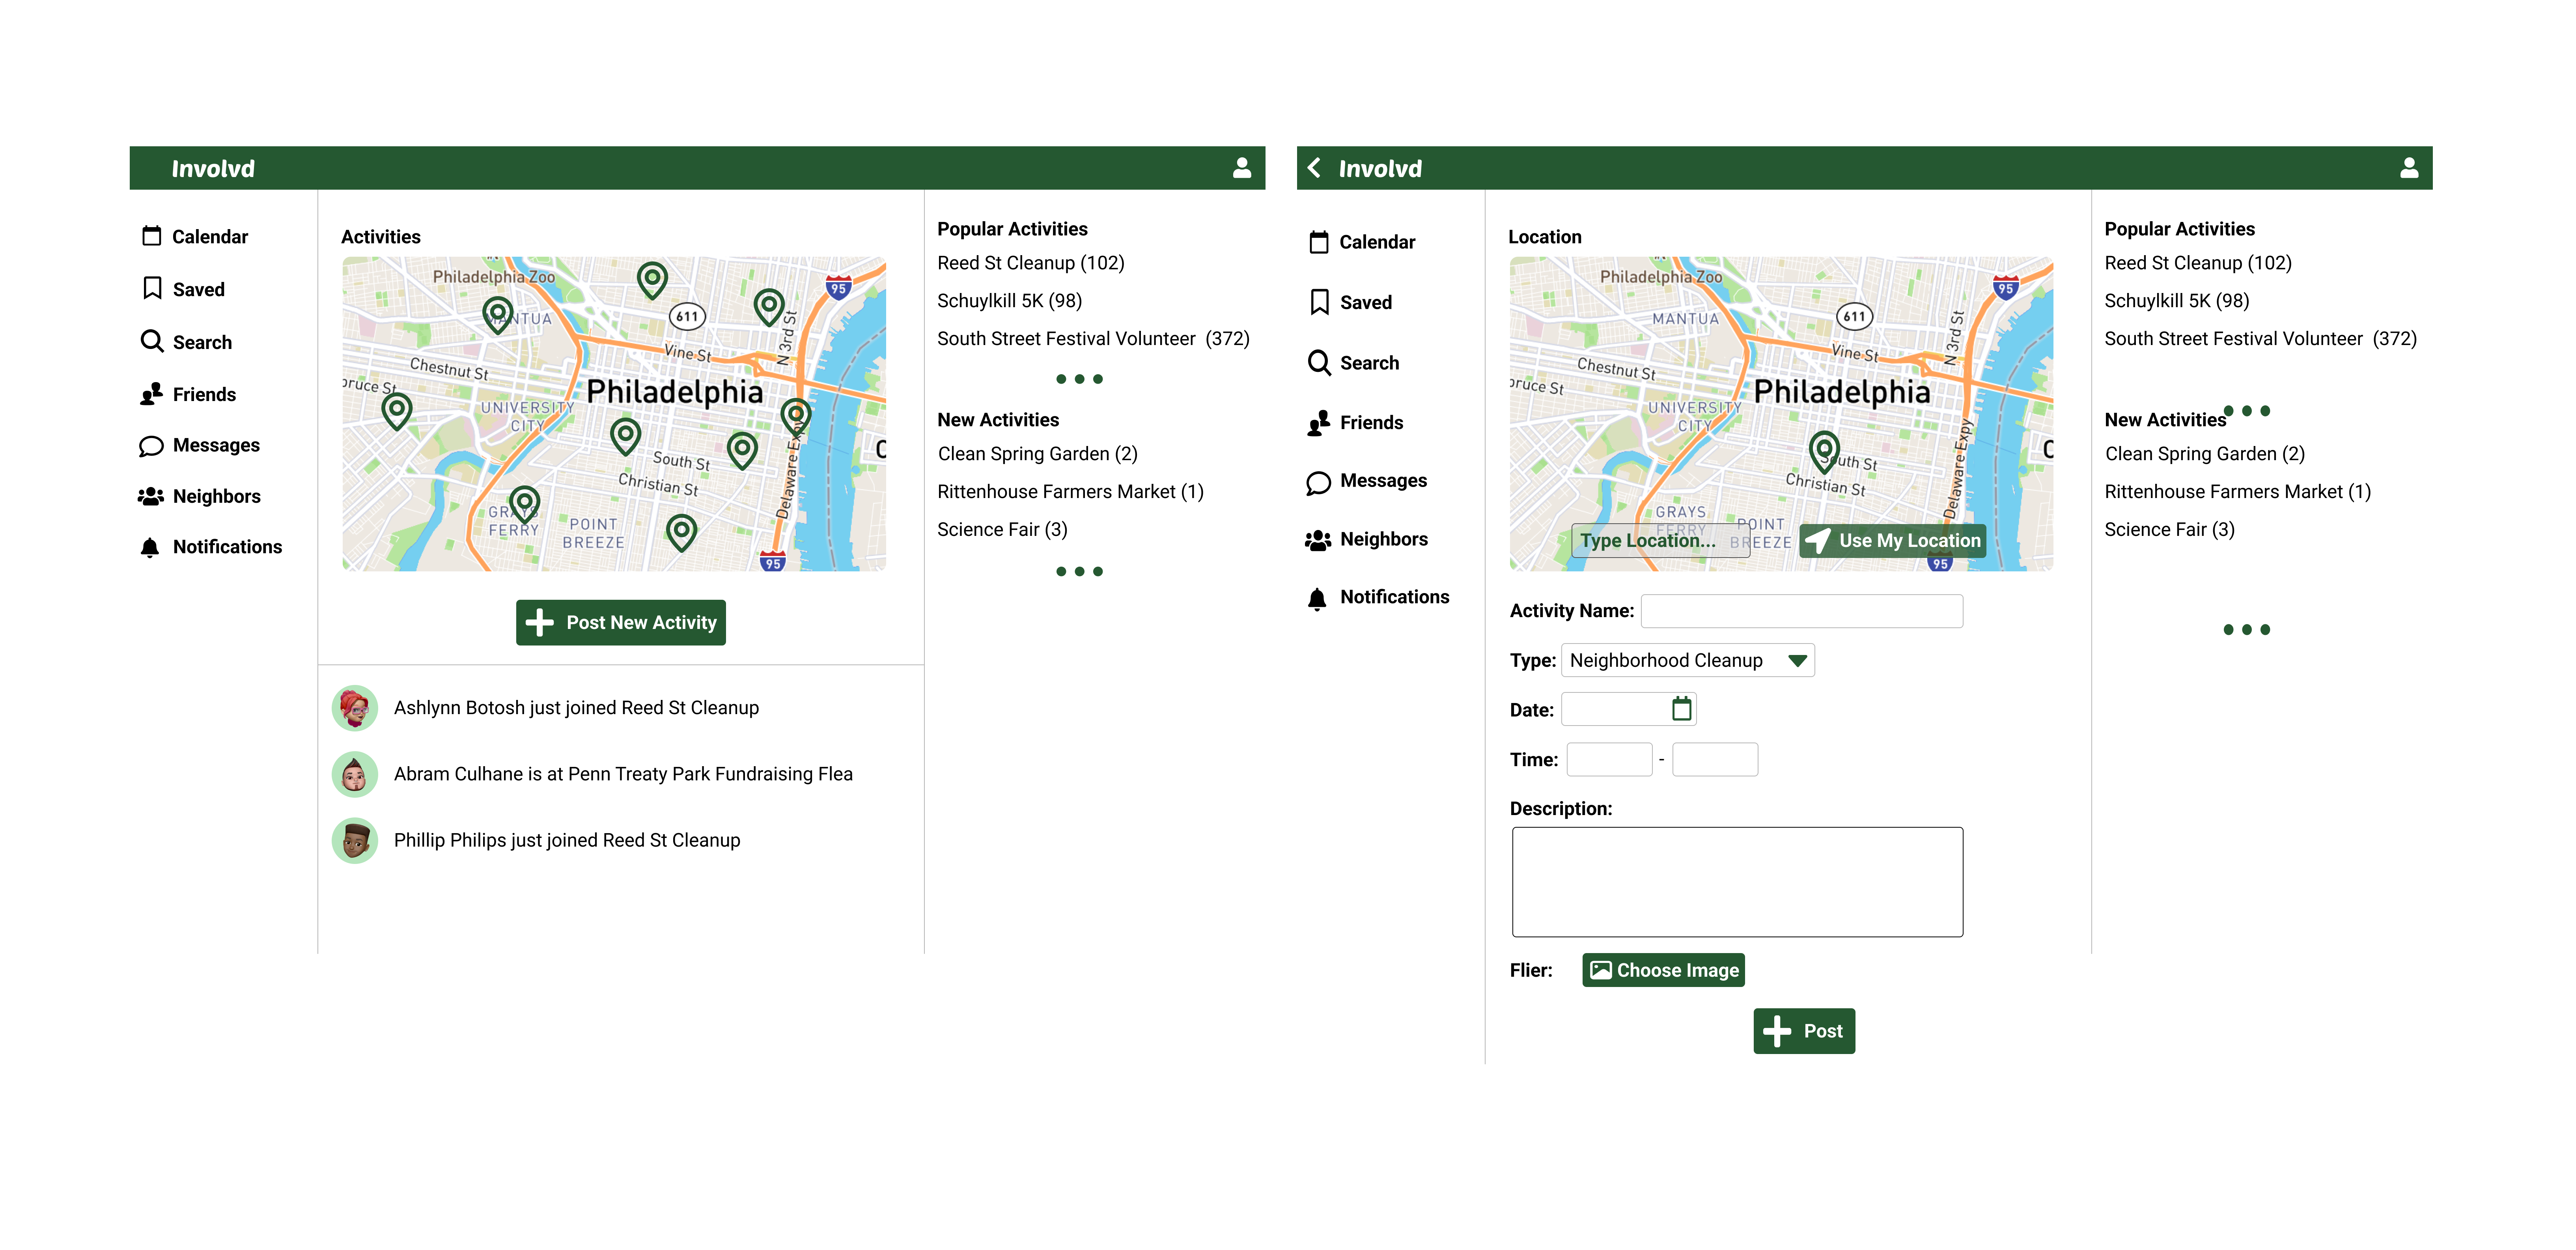 Involvd
Calendar
Saved
Search
Friends
Messages
Neighbors
Notifications
Activities
Philadelphia Zoo
MANTUA
611
95
N 3rd St
Vine St
Chestnut St
pruce St
Philadelphia
UNIVERSITY
CITY
South St
Christian St
Delaware Expy
GRAYS
FERRY
POINT
BREEZE
95
C
Post New Activity
Ashlynn Botosh just joined Reed St Cleanup
Abram Culhane is at Penn Treaty Park Fundraising Flea
Phillip Philips just joined Reed St Cleanup
Popular Activities
Reed St Cleanup (102)
Schuylkill 5K (98)
South Street Festival Volunteer (372)
New Activities
Clean Spring Garden (2)
Rittenhouse Farmers Market (1)
Science Fair (3)
Involvd
Calendar
Saved
Search
Friends
Messages
Neighbors
Notifications
Location
Philadelphia Zoo
MANTUA
611
95
N 3rd St
Vine St
Chestnut St
pruce St
Philadelphia
UNIVERSITY
CITY
South St
Christian St
Delaware Expy
GRAYS
FERRY
POINT
BREEZE
95
C
Type Location...
Use My Location
Activity Name:
Type: Neighborhood Cleanup
Date:
Time: -
Description:
Flier: Choose Image
Post
Popular Activities
Reed St Cleanup (102)
Schuylkill 5K (98)
South Street Festival Volunteer (372)
New Activities
Clean Spring Garden (2)
Rittenhouse Farmers Market (1)
Science Fair (3)